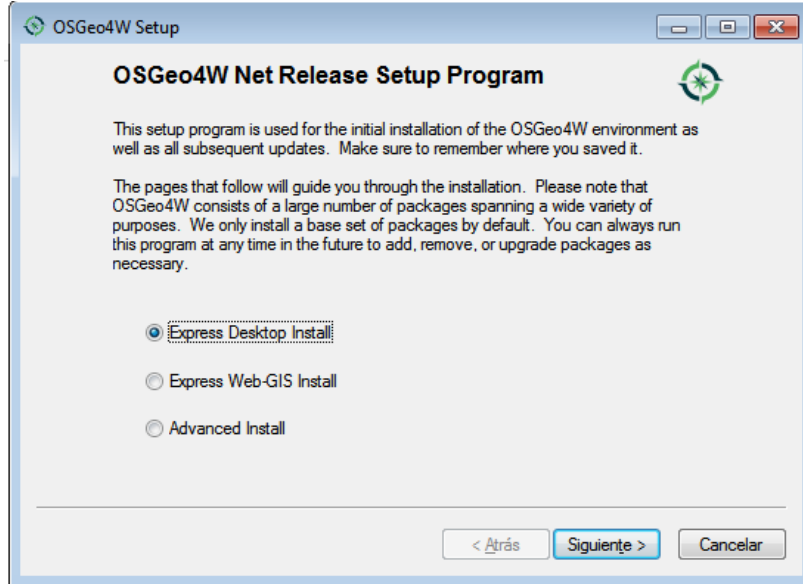 OSGeo4W Setup
OSGeo4W Net Release Setup Program
This setup program is used for the initial installation of the OSGeo4W environment as
well as all subsequent updates.  Make sure to remember where you saved it.
The pages that follow will guide you through the installation.  Please note that
OSGeo4W consists of a large number of packages spanning a wide variety of
purposes.  We only install a base set of packages by default.  You can always run
this program at any time in the future to add, remove, or upgrade packages as
necessary.
Express Desktop Install
Express Web-GIS Install
Advanced Install
< Atrás Siguiente > Cancelar